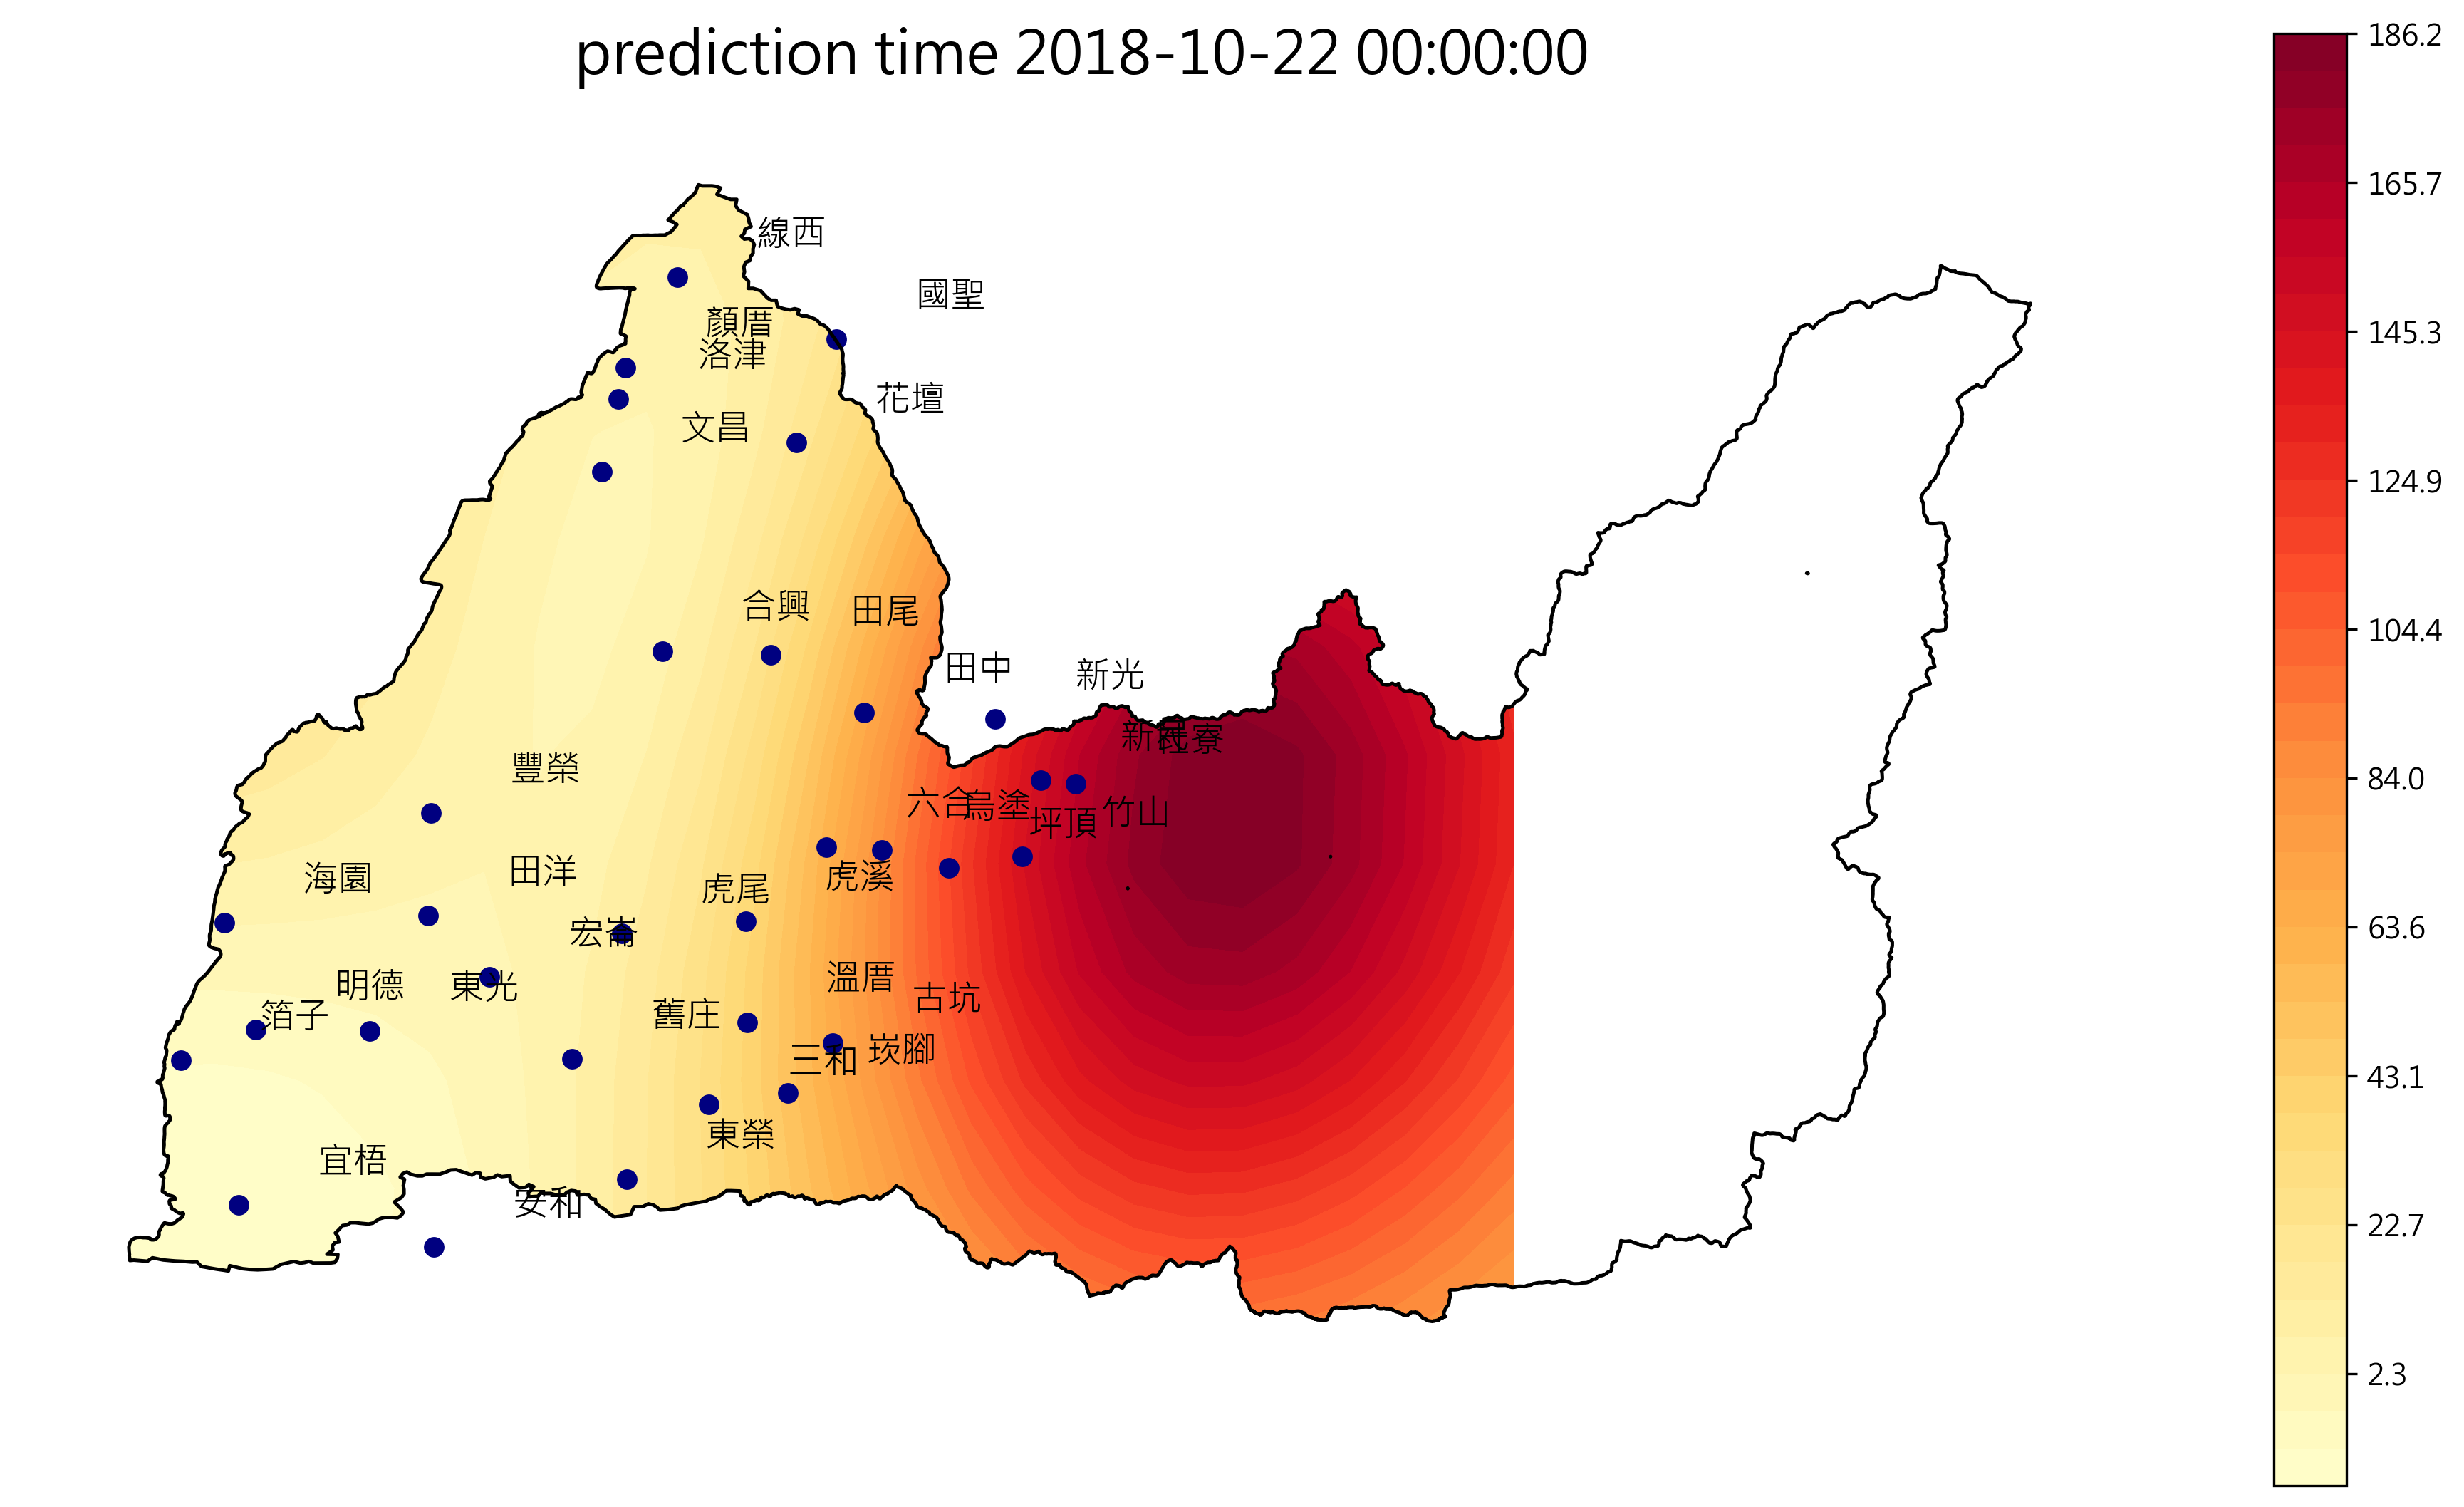 prediction time 2018-10-22 00:00:00
線西
國聖
顏厝
洛津
花壇
文昌
合興
田尾
田中
新光
新民
社寮
豐榮
六合
烏塗
坪頂
竹山
海園
田洋
虎尾
虎溪
宏崙
明德
東光
溫厝
古坑
箔子
舊庄
三和
崁腳
東榮
宜梧
安和
186.2
165.7
145.3
124.9
104.4
84.0
63.6
43.1
22.7
2.3